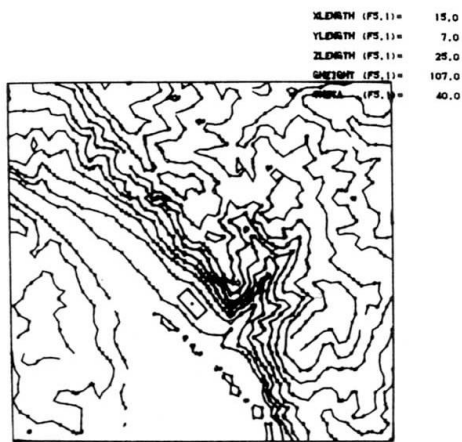 XLENGTH (F5.1)= 15.0
YLENGTH (F5.1)= 7.0
ZLENGTH (F5.1)= 25.0
GHEIGHT (F5.1)= 107.0
(F5.1)= 40.0